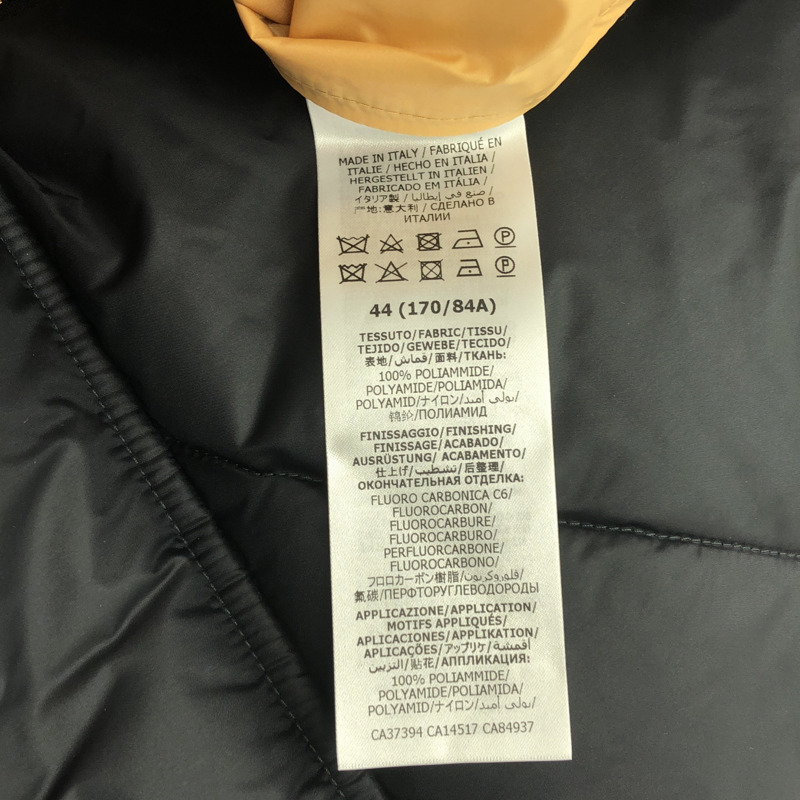 MADE IN ITALY / FABRIQUÉ EN
ITALIE / HECHO EN ITALIA /
HERGESTELLT IN ITALIEN /
FABRICADO EM ITÁLIA /
イタリア製 / صنع في إيطاليا /
产地:意大利 / СДЕЛАНО В
ИТАЛИИ
P
P
44 (170/84A)
TESSUTO/FABRIC/TISSU/
TEJIDO/GEWEBE/TECIDO/
表地/قماش/面料/ТКАНЬ:
100% POLIAMMIDE/
POLYAMIDE/POLIAMIDA/
POLYAMID/ナイロン/بولي أميد/
锦纶/ПОЛИАМИД
FINISSAGGIO/FINISHING/
FINISSAGE/ACABADO/
AUSRÜSTUNG/ ACABAMENTO/
仕上げ/تشطيب/后整理/
ОКОНЧАТЕЛЬНАЯ ОТДЕЛКА:
FLUORO CARBONICA C6/
FLUOROCARBON/
FLUOROCARBURE/
FLUOROCARBURO/
PERFLUORCARBONE/
FLUOROCARBONO/
フロロカーボン樹脂/فلوروكربون/
氟碳/ПЕРФТОРУГЛЕВОДОРОДЫ
APPLICAZIONE/APPLICATION/
MOTIFS APPLIQUÉS/
APLICACIONES/APPLIKATION/
APLICAÇÕES/アップリケ/أقمشة
التزيين/貼花/АППЛИКАЦИЯ:
100% POLIAMMIDE/
POLYAMIDE/POLIAMIDA/
POLYAMID/ナイロン/بولي أميد/
CA37394 CA14517 CA84937